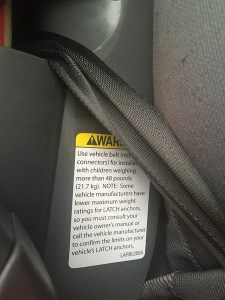 WAR
Use vehicle belt (not
connectors) for
with children weighing
more than 48 pounds
(21.7 kg). NOTE: Some
vehicle manufacturers have
lower maximum weight
ratings for LATCH anchors,
so you must consult your
vehicle owner's manual or
call the vehicle manufacturer
to confirm the limits on your
vehicle's LATCH anchors.